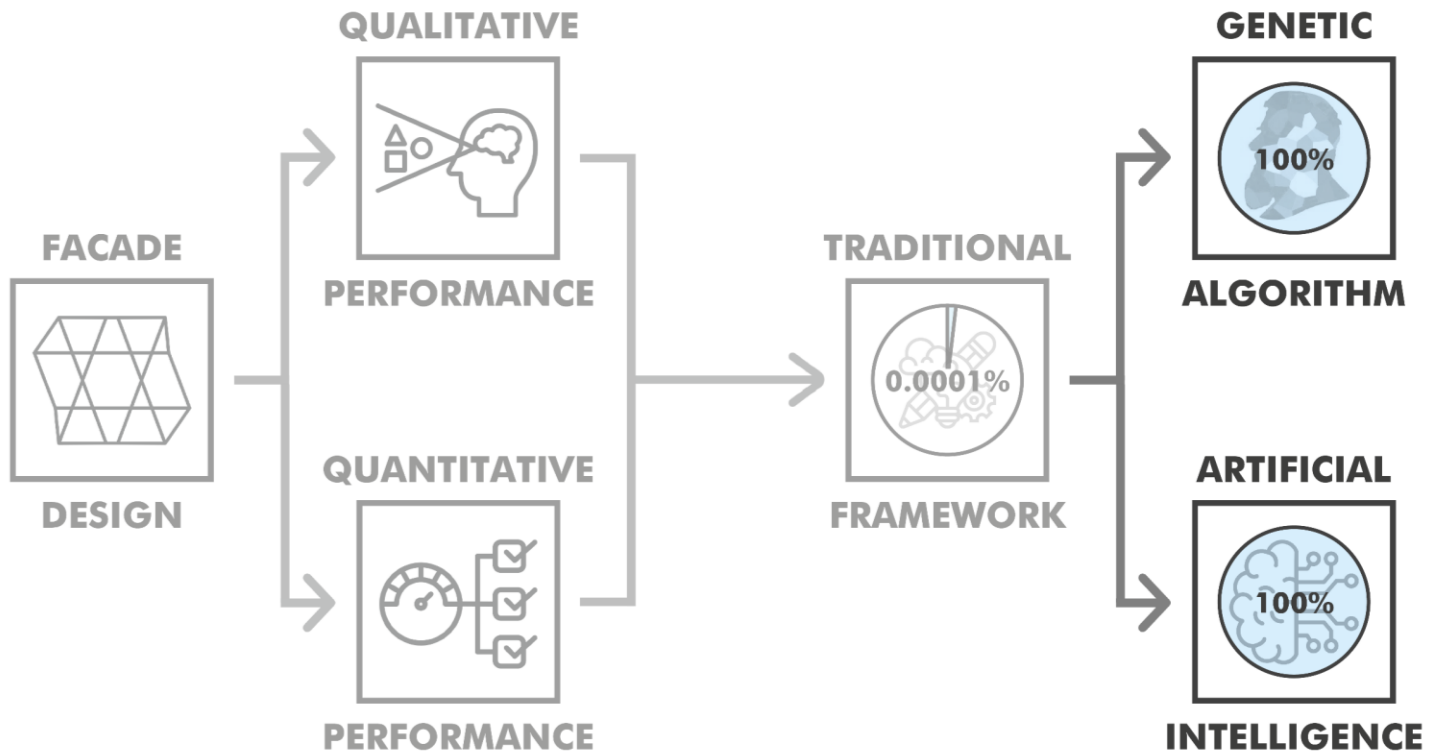 FACADE
DESIGN
QUALITATIVE
PERFORMANCE
QUANTITATIVE
PERFORMANCE
TRADITIONAL
0.0001%
FRAMEWORK
GENETIC
100%
ALGORITHM
ARTIFICIAL
100%
INTELLIGENCE